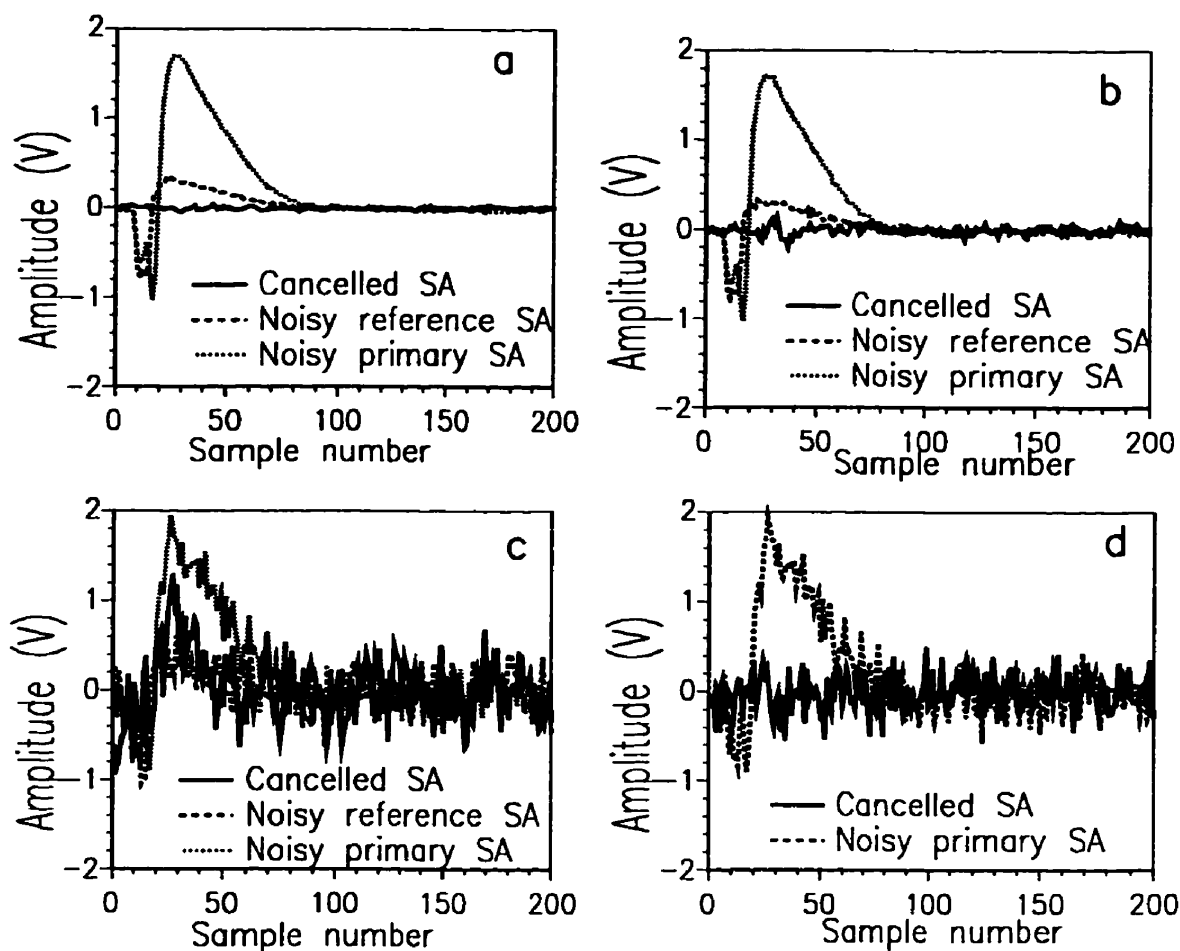 a
Amplitude (V)
2
1
0
−1
−2
Cancelled SA
Noisy reference SA
Noisy primary SA
0 50 100 150 200
Sample number
b
Amplitude (V)
2
1
0
−1
−2
Cancelled SA
Noisy reference SA
Noisy primary SA
0 50 100 150 200
Sample number
c
Amplitude (V)
2
1
0
−1
−2
Cancelled SA
Noisy reference SA
Noisy primary SA
0 50 100 150 200
Sample number
d
Amplitude (V)
2
1
0
−1
−2
Cancelled SA
Noisy primary SA
0 50 100 150 200
Sample number